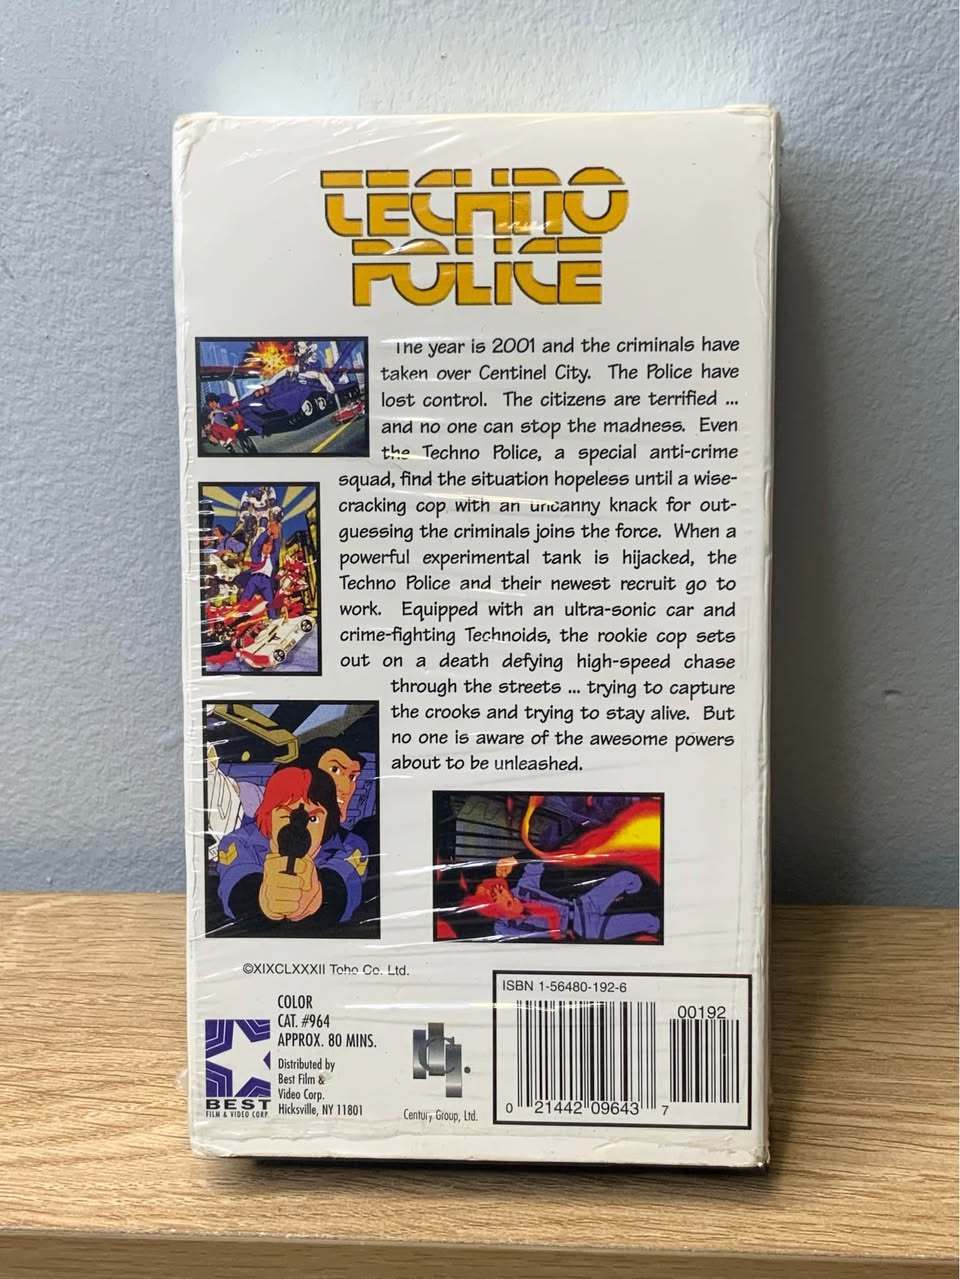 TECHNO
POLICE
The year is 2001 and the criminals have
taken over Centinel City. The Police have
lost control. The citizens are terrified ...
and no one can stop the madness. Even
the Techno Police, a special anti-crime
squad, find the situation hopeless until a wise-
cracking cop with an uncanny knack for out-
guessing the criminals joins the force. When a
powerful experimental tank is hijacked, the
Techno Police and their newest recruit go to
work. Equipped with an ultra-sonic car and
crime-fighting Technoids, the rookie cop sets
out on a death defying high-speed chase
through the streets ... trying to capture
the crooks and trying to stay alive. But
no one is aware of the awesome powers
about to be unleashed.
©XIXCLXXXII Toho Co. Ltd.
COLOR
CAT. #964
APPROX. 80 MINS.
Distributed by
Best Film &
Video Corp.
Hicksville, NY 11801
BEST
FILM & VIDEO CORP.
Century Group, Ltd.
ISBN 1-56480-192-6
00192
0 21442 09643 7